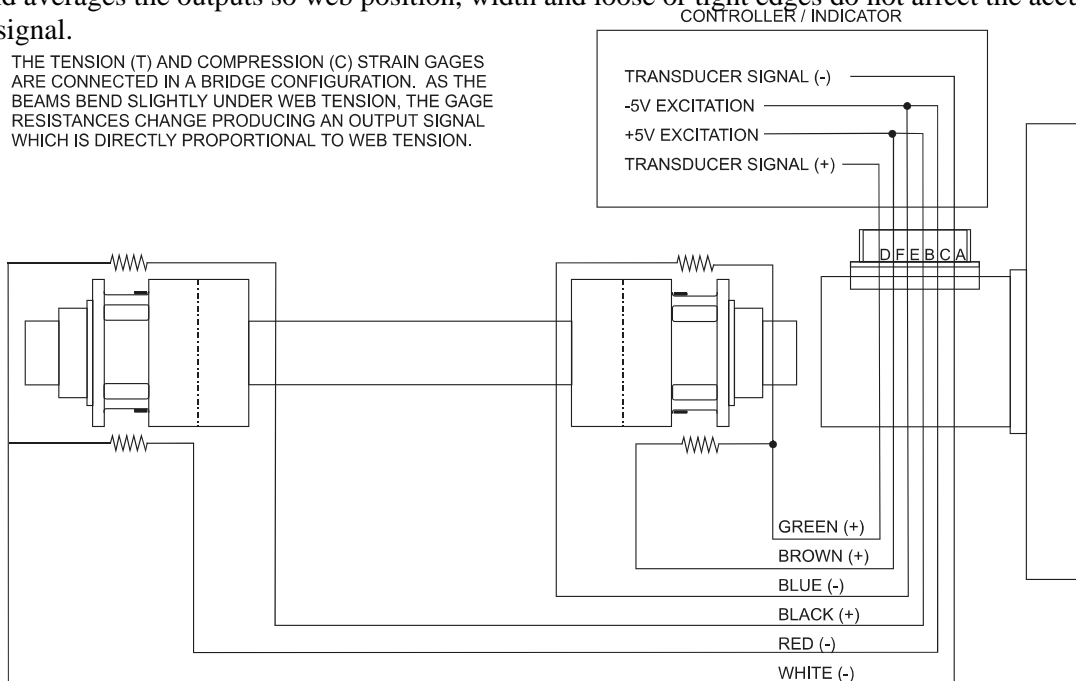 d averages the outputs so web position, width and loose or tight edges do not affect the accu
signal.
CONTROLLER / INDICATOR
THE TENSION (T) AND COMPRESSION (C) STRAIN GAGES
ARE CONNECTED IN A BRIDGE CONFIGURATION. AS THE
BEAMS BEND SLIGHTLY UNDER WEB TENSION, THE GAGE
RESISTANCES CHANGE PRODUCING AN OUTPUT SIGNAL
WHICH IS DIRECTLY PROPORTIONAL TO WEB TENSION.
TRANSDUCER SIGNAL (-)
-5V EXCITATION
+5V EXCITATION
TRANSDUCER SIGNAL (+)
D F E B C A
GREEN (+)
BROWN (+)
BLUE (-)
BLACK (+)
RED (-)
WHITE (-)